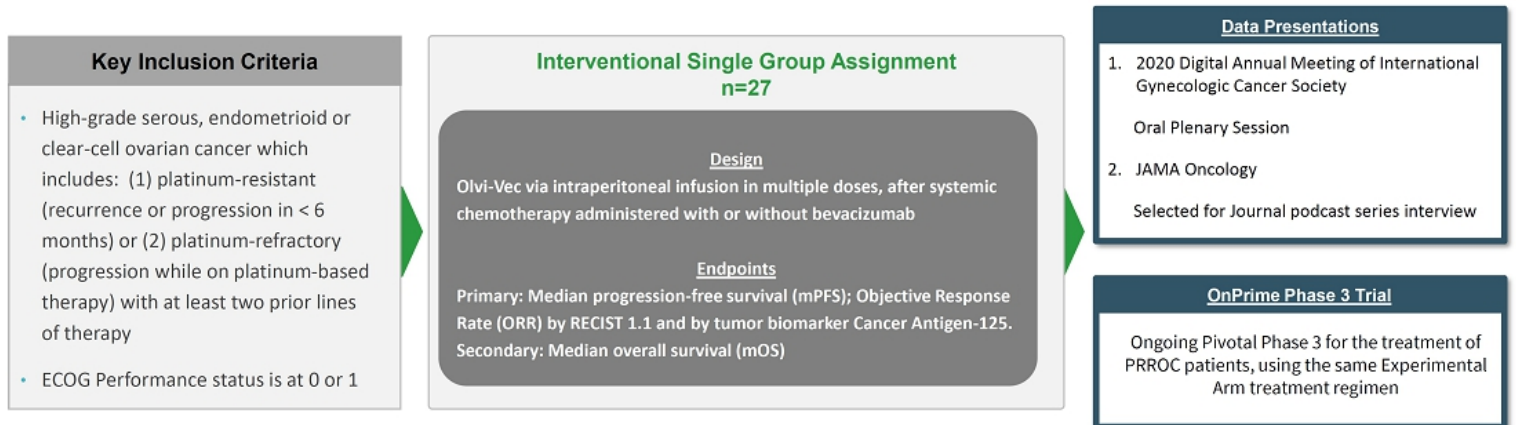 Key Inclusion Criteria
• High-grade serous, endometrioid or
clear-cell ovarian cancer which
includes: (1) platinum-resistant
(recurrence or progression in < 6
months) or (2) platinum-refractory
(progression while on platinum-based
therapy) with at least two prior lines
of therapy
• ECOG Performance status is at 0 or 1
Interventional Single Group Assignment
n=27
Design
Olvi-Vec via intraperitoneal infusion in multiple doses, after systemic
chemotherapy administered with or without bevacizumab
Endpoints
Primary: Median progression-free survival (mPFS); Objective Response
Rate (ORR) by RECIST 1.1 and by tumor biomarker Cancer Antigen-125.
Secondary: Median overall survival (mOS)
Data Presentations
1. 2020 Digital Annual Meeting of International
Gynecologic Cancer Society
Oral Plenary Session
2. JAMA Oncology
Selected for Journal podcast series interview
OnPrime Phase 3 Trial
Ongoing Pivotal Phase 3 for the treatment of
PRROC patients, using the same Experimental
Arm treatment regimen